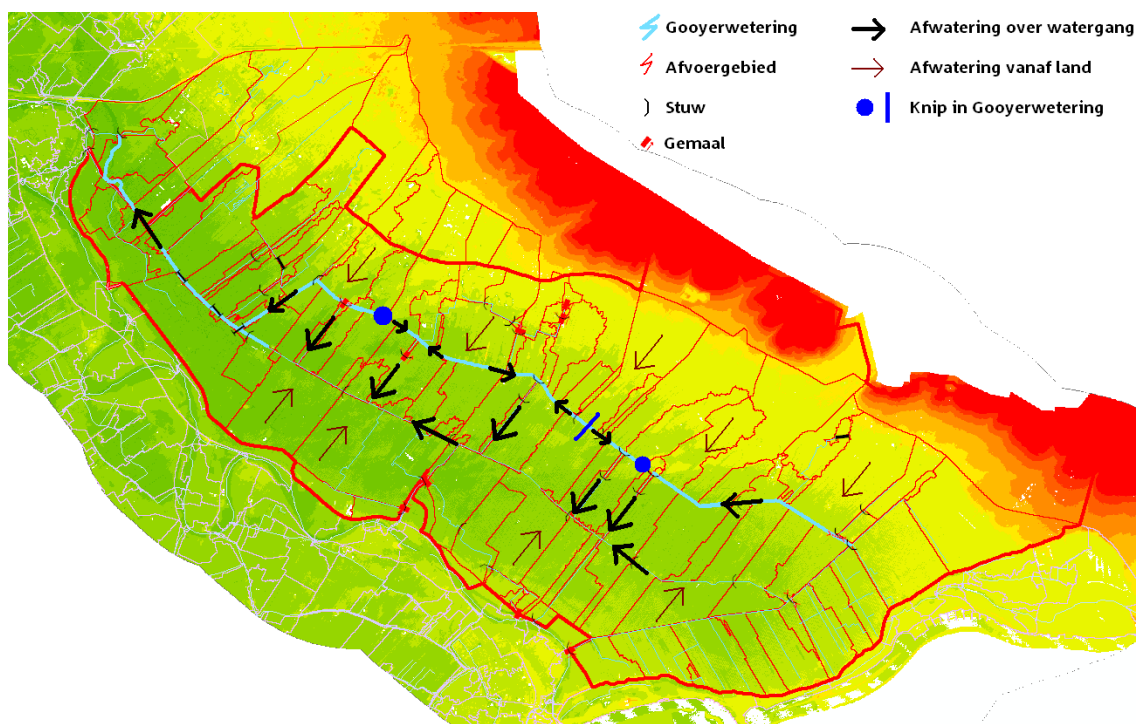 Gooyerwetering
Afvoergebied
Stuw
Gemaal
Afwatering over watergang
Afwatering vanaf land
Knip in Gooyerwetering